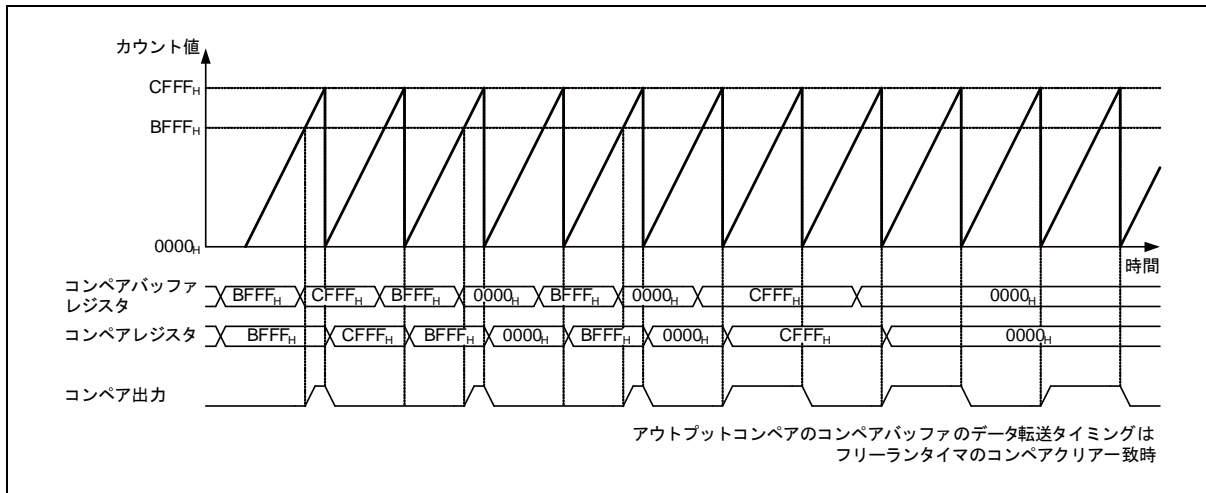 カウント値
CFFFH
BFFFH
0000H
時間
コンペアバッファ
レジスタ
BFFFH CFFFH BFFFH 0000H BFFFH 0000H CFFFH 0000H
コンペアレジスタ
BFFFH CFFFH BFFFH 0000H BFFFH 0000H CFFFH 0000H
コンペア出力
アウトプットコンペアのコンペアバッファのデータ転送タイミングは
フリーランタイマのコンペアクリア一致時